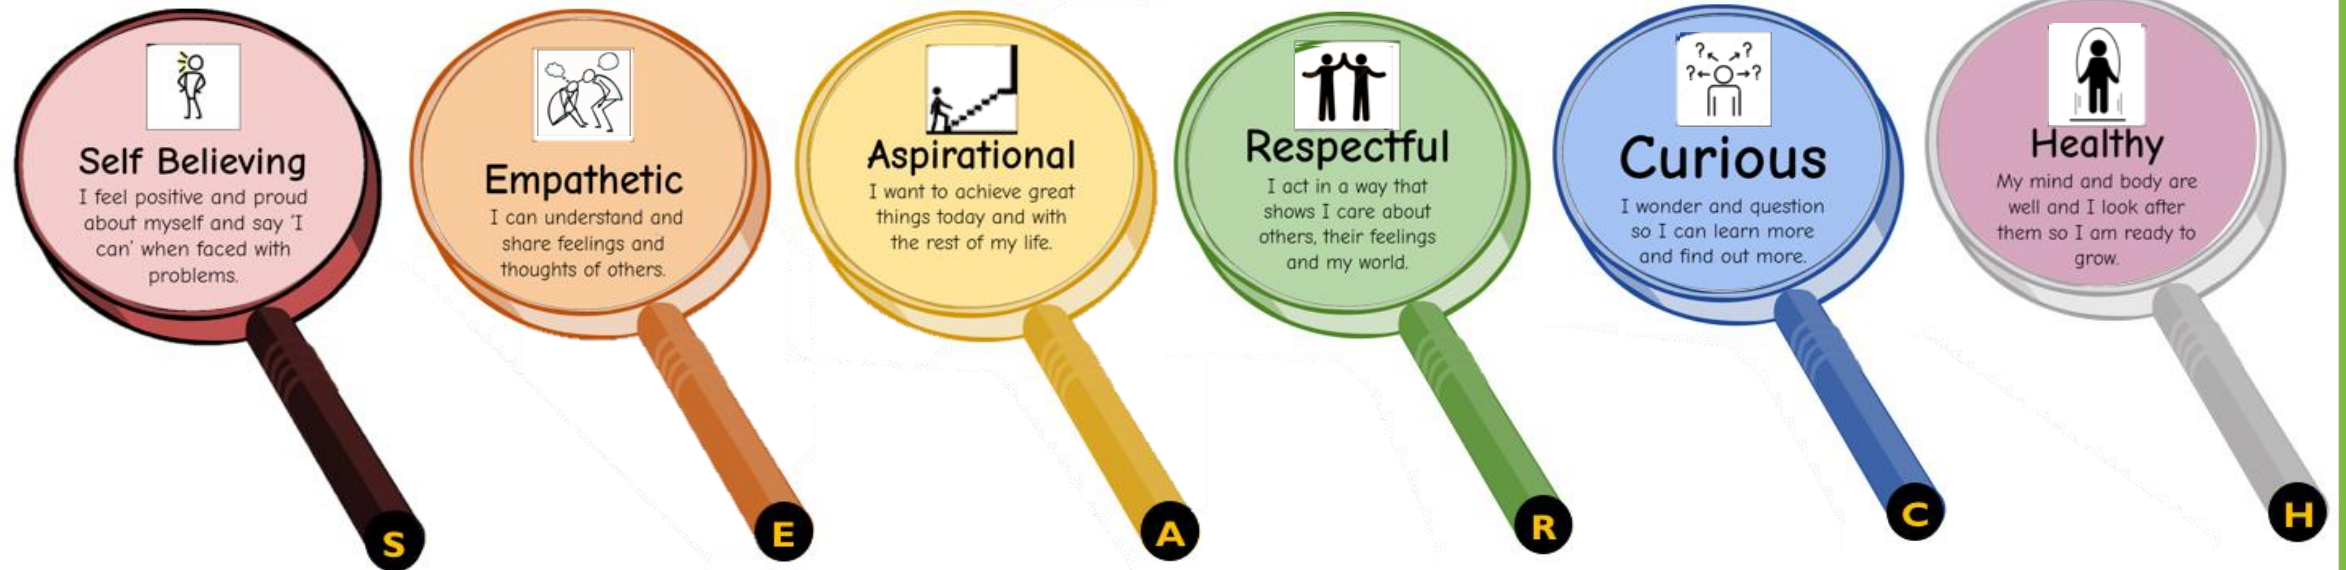 Self Believing
I feel positive and proud
about myself and say 'I
can' when faced with
problems.
S
Empathetic
I can understand and
share feelings and
thoughts of others.
E
Aspirational
I want to achieve great
things today and with
the rest of my life.
A
Respectful
I act in a way that
shows I care about
others, their feelings
and my world.
R
? ?
? ?
Curious
I wonder and question
so I can learn more
and find out more.
C
Healthy
My mind and body are
well and I look after
them so I am ready to
grow.
H